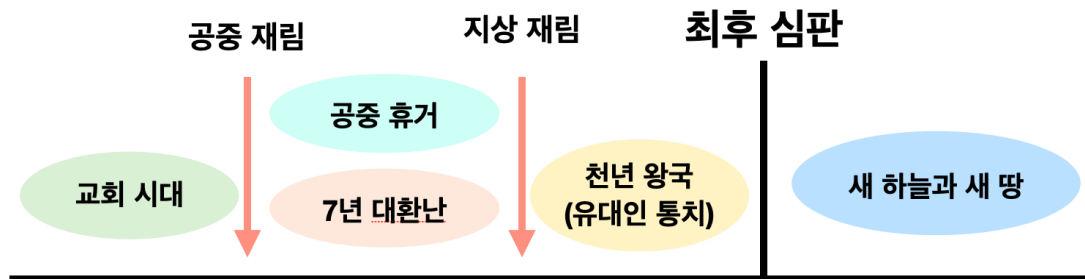 공중 재림
지상 재림
최후 심판
공중 휴거
교회 시대
7년 대환난
천년 왕국
(유대인 통치)
새 하늘과 새 땅